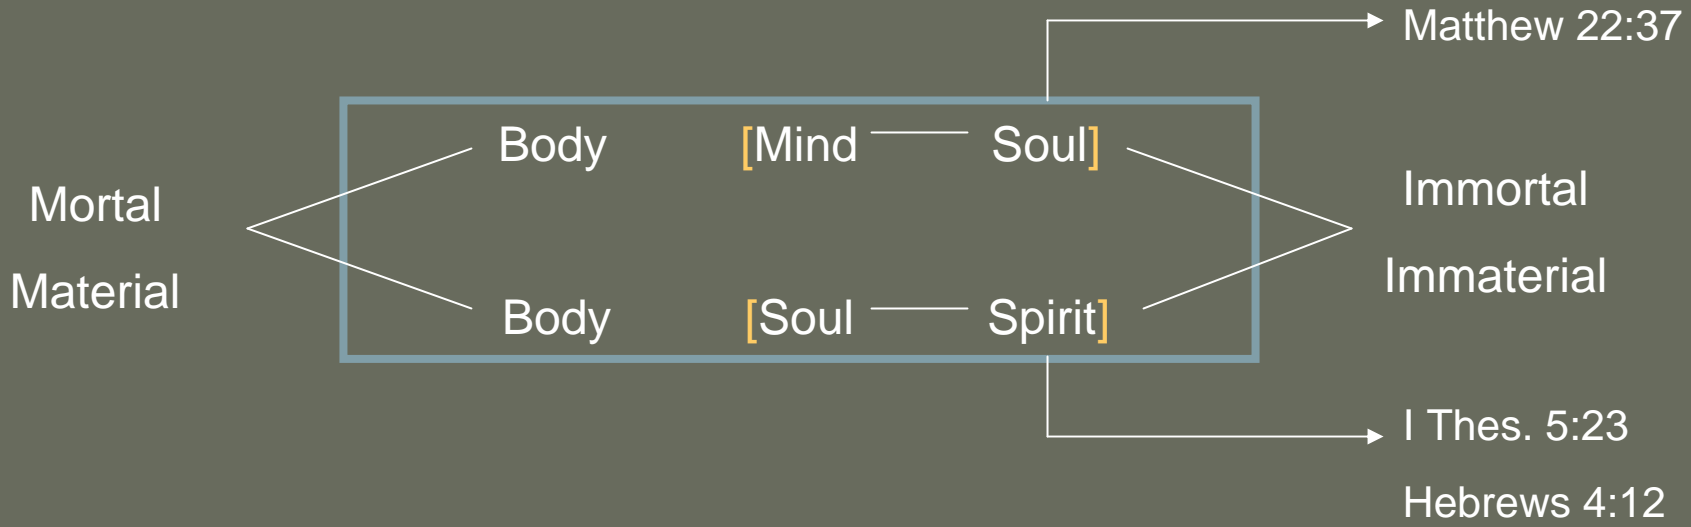 Matthew 22:37
Body [Mind Soul]
Mortal
Material
Immortal
Immaterial
Body [Soul Spirit]
I Thes. 5:23
Hebrews 4:12